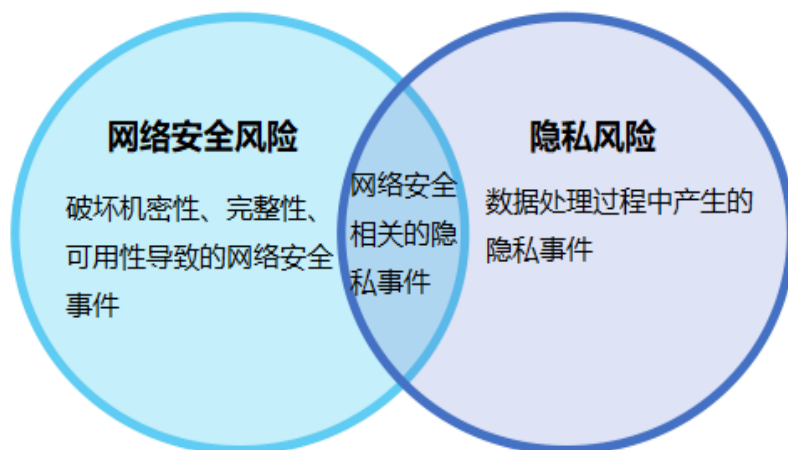 网络安全风险
破坏机密性、完整性、
可用性导致的网络安全
事件
网络安全
相关的隐
私事件
隐私风险
数据处理过程中产生的
隐私事件